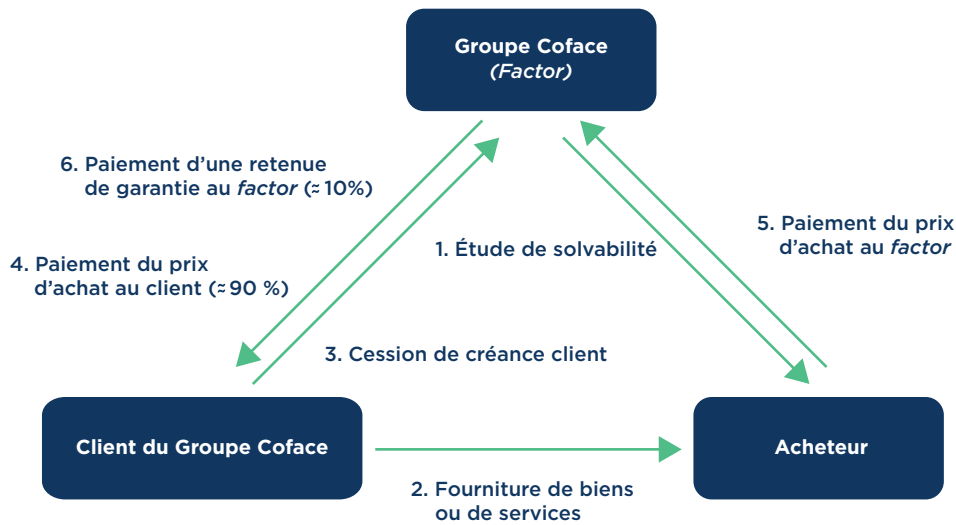 Groupe Coface
(Factor)
6. Paiement d’une retenue
de garantie au factor (≈10%)
1. Étude de solvabilité
5. Paiement du prix
d’achat au factor
4. Paiement du prix
d’achat au client (≈90 %)
3. Cession de créance client
Client du Groupe Coface
Acheteur
2. Fourniture de biens
ou de services